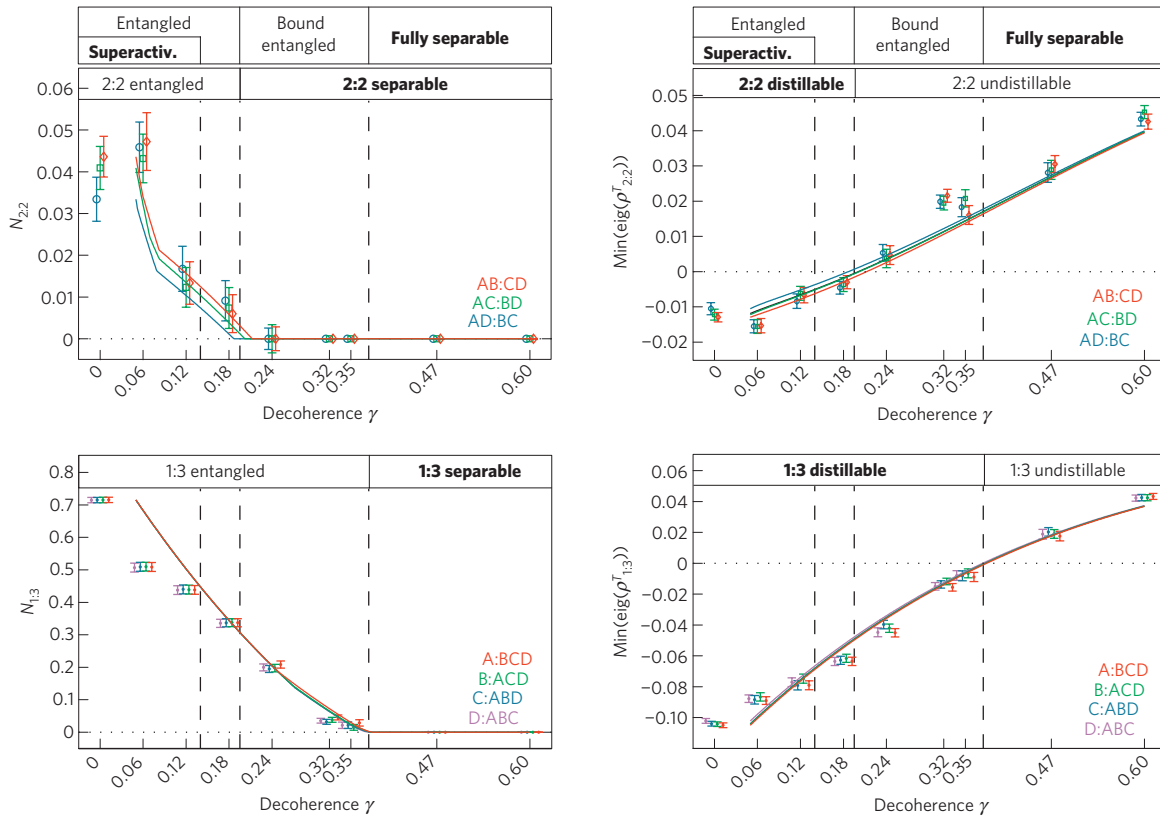 Entangled
Bound entangled
Fully separable
Superactiv.
2:2 entangled
2:2 separable
N2:2
0.06
0.05
0.04
0.03
0.02
0.01
0
AB:CD
AC:BD
AD:BC
0 0.06 0.12 0.18 0.24 0.32 0.35 0.47 0.60
Decoherence γ
Entangled
Bound entangled
Fully separable
Superactiv.
2:2 distillable
2:2 undistillable
Min(eig(ρT2:2))
0.05
0.04
0.02
0
−0.01
−0.02
AB:CD
AC:BD
AD:BC
0 0.06 0.12 0.18 0.24 0.32 0.35 0.47 0.60
Decoherence γ
1:3 entangled
1:3 separable
N1:3
0.8
0.7
0.5
0.4
0.3
0.2
0.1
0
A:BCD
B:ACD
C:ABD
D:ABC
0 0.06 0.12 0.18 0.24 0.32 0.35 0.47 0.60
Decoherence γ
1:3 distillable
1:3 undistillable
Min(eig(ρT1:3))
0.06
0.04
0.02
0
−0.02
−0.04
−0.06
−0.08
−0.10
A:BCD
B:ACD
C:ABD
D:ABC
0 0.06 0.12 0.18 0.24 0.32 0.35 0.47 0.60
Decoherence γ